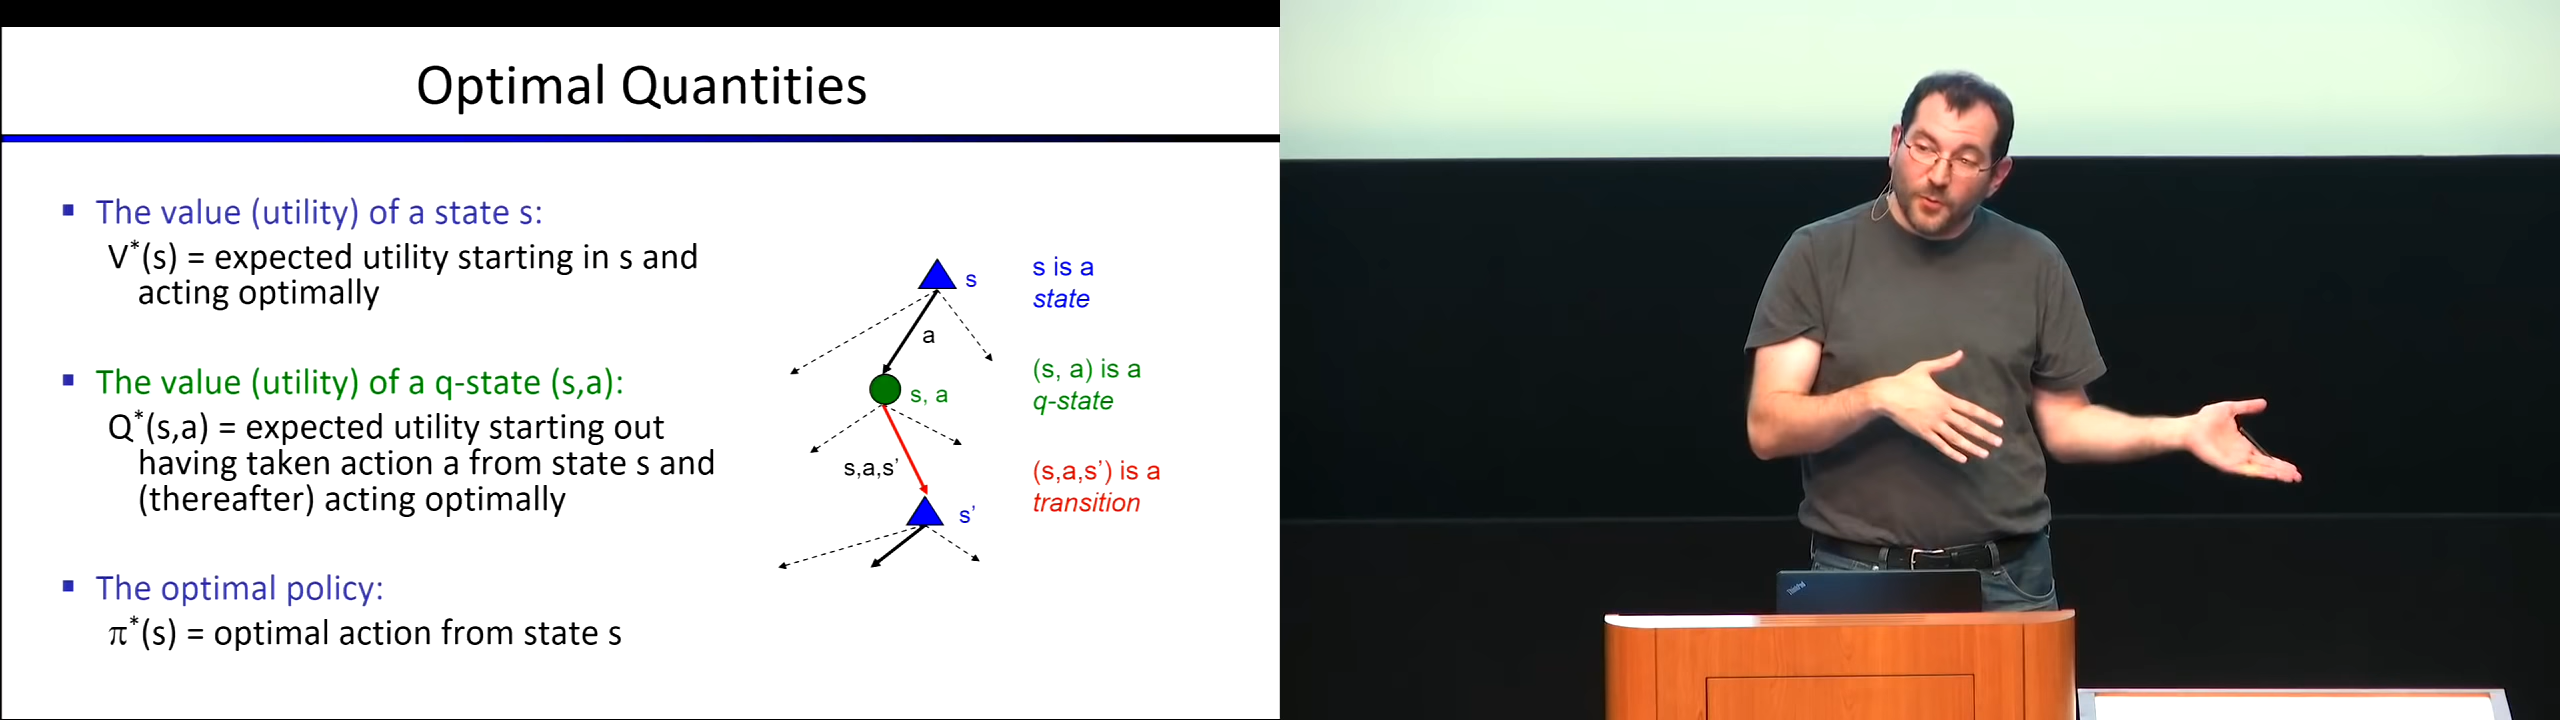 Optimal Quantities
▪ The value (utility) of a state s:
V*(s) = expected utility starting in s and
acting optimally
▪ The value (utility) of a q-state (s,a):
Q*(s,a) = expected utility starting out
having taken action a from state s and
(thereafter) acting optimally
▪ The optimal policy:
π*(s) = optimal action from state s
s
a
s, a
s,a,s’
s’
s is a
state
(s, a) is a
q-state
(s,a,s’) is a
transition
ThinkPad